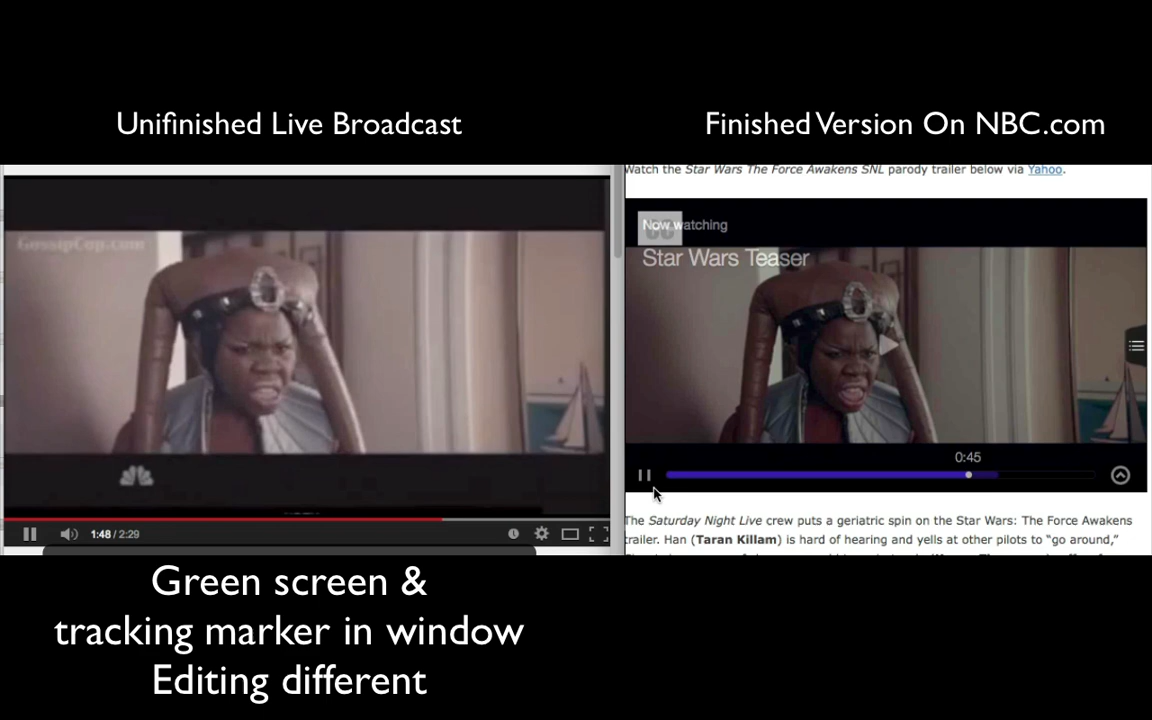 Unifinished Live Broadcast
Finished Version On NBC.com
GossipCop.com
1:48 / 2:29
Watch the Star Wars The Force Awakens SNL parody trailer below via Yahoo.
Now watching
Star Wars Teaser
0:45
The Saturday Night Live crew puts a geriatric spin on the Star Wars: The Force Awakens
trailer. Han (Taran Killam) is hard of hearing and yells at other pilots to "go around,"
Green screen &
tracking marker in window
Editing different